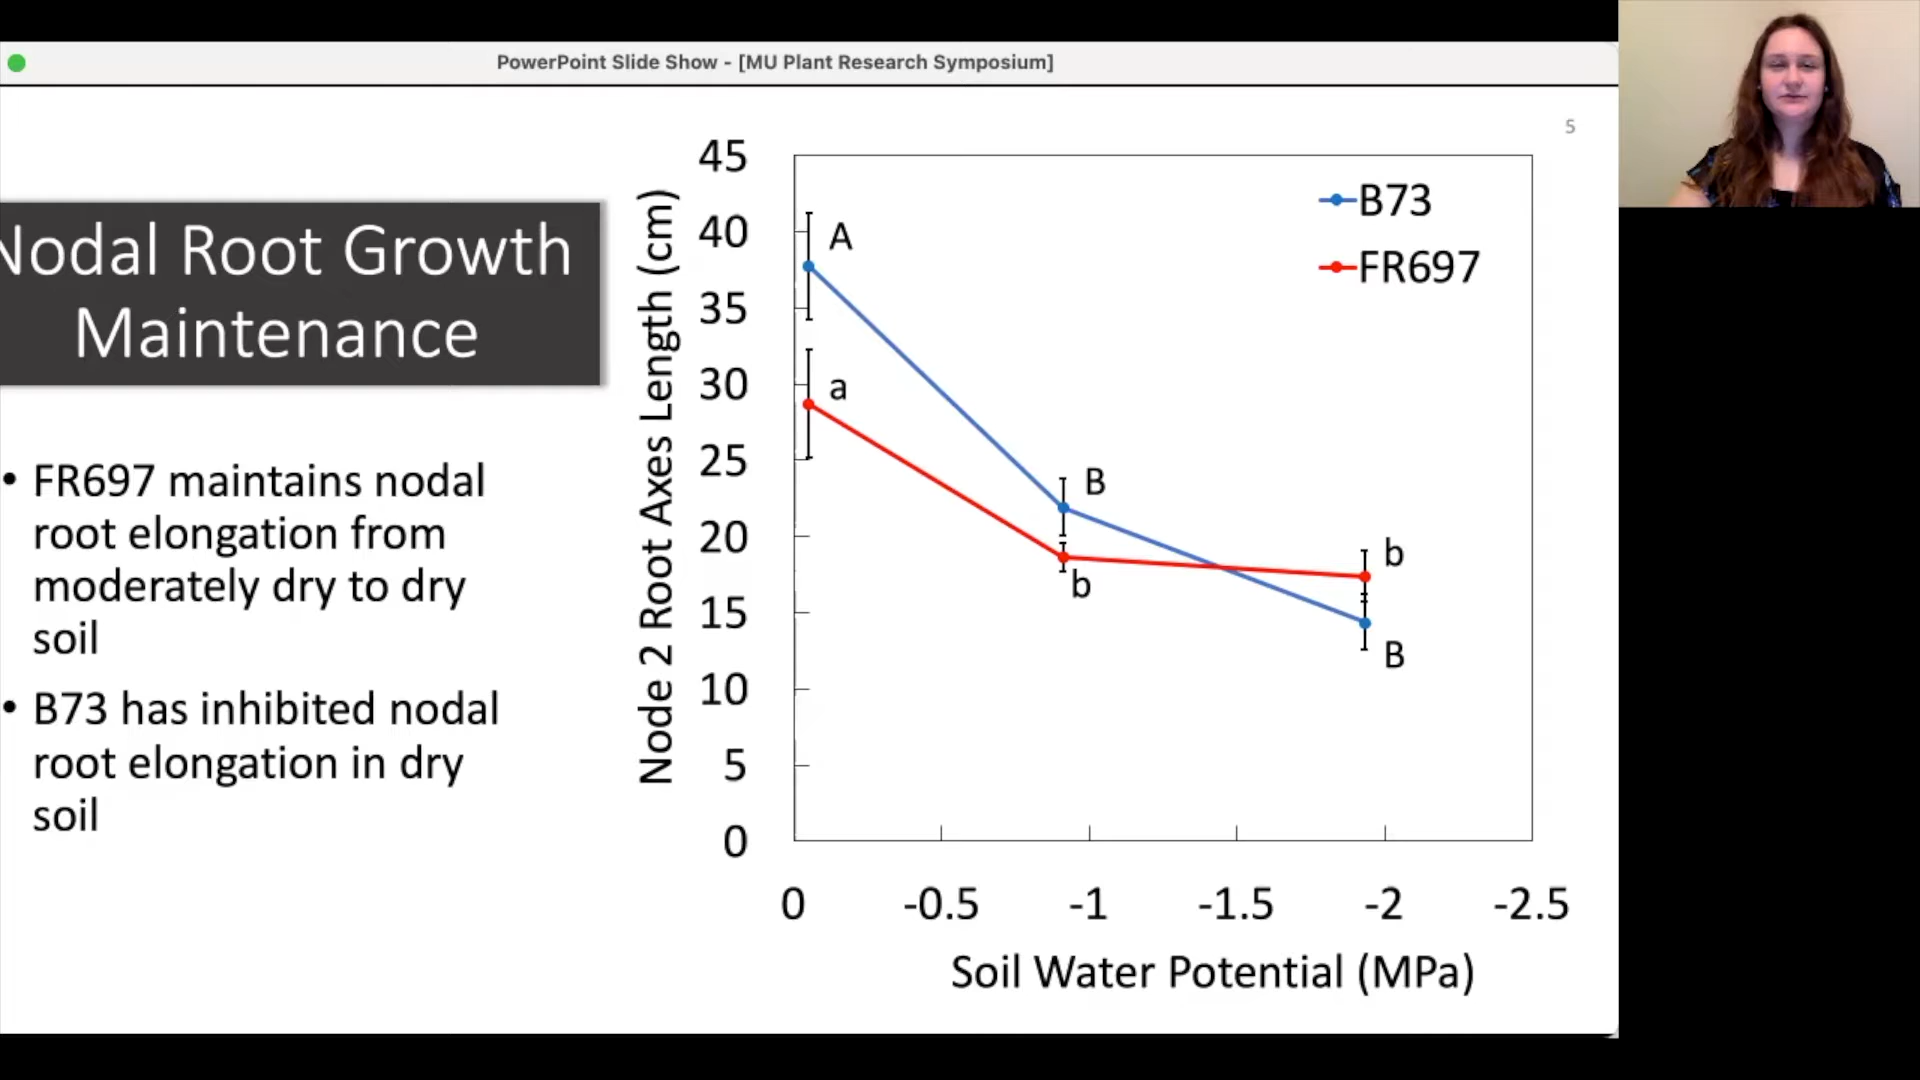 PowerPoint Slide Show - [MU Plant Research Symposium]
5
Nodal Root Growth
Maintenance
• FR697 maintains nodal
root elongation from
moderately dry to dry
soil
• B73 has inhibited nodal
root elongation in dry
soil
Node 2 Root Axes Length (cm)
45
40
35
30
25
20
15
10
5
0
B73
FR697
A
a
B
b
b
B
0 -0.5 -1 -1.5 -2 -2.5
Soil Water Potential (MPa)